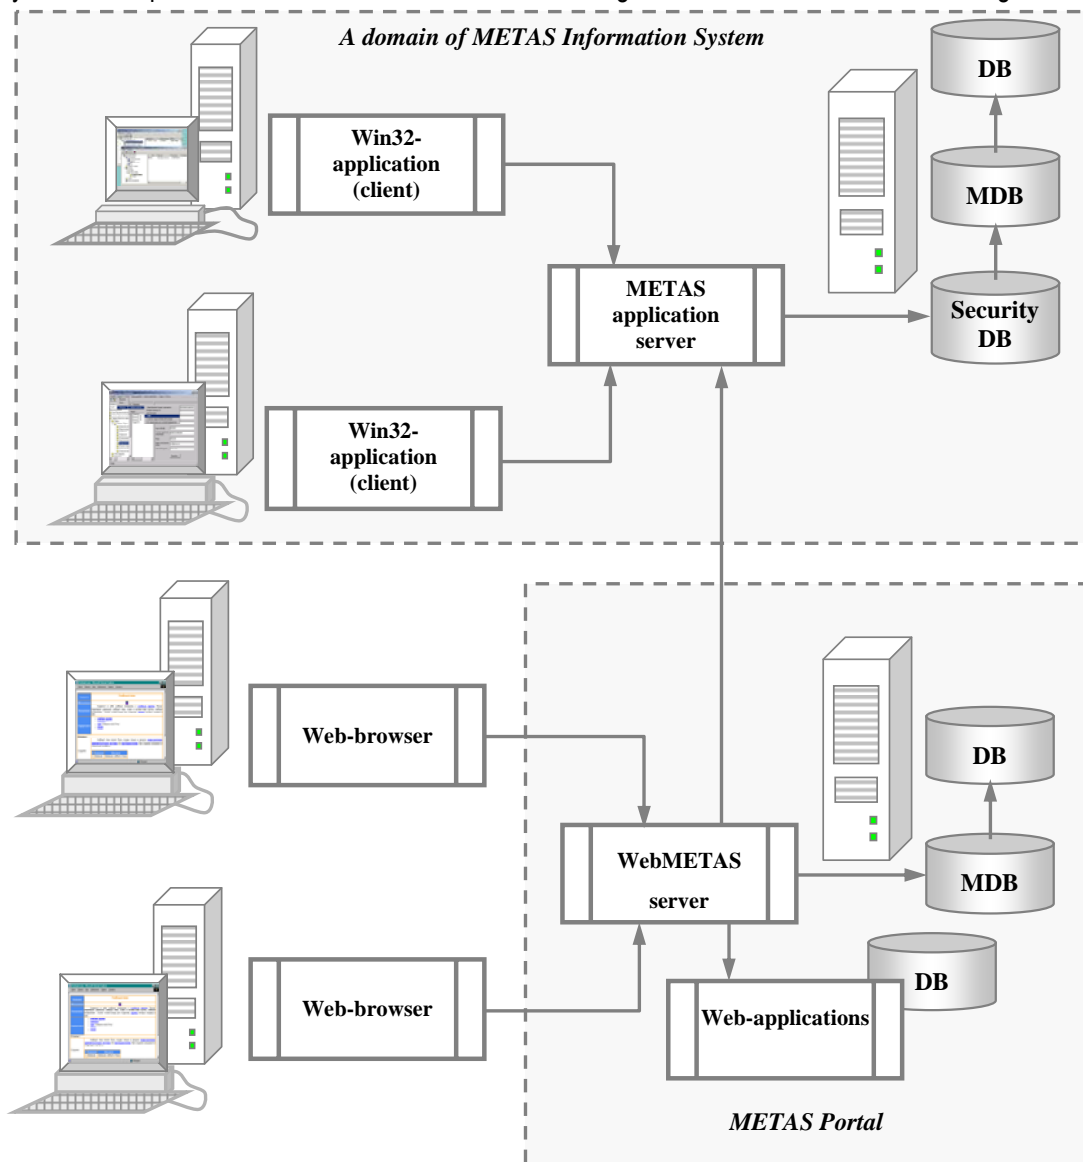 A domain of METAS Information System
DB
Win32-
application
(client)
MDB
METAS
application
server
Security
DB
Win32-
application
(client)
Web-browser
DB
WebMETAS
server
MDB
Web-browser
DB
Web-applications
METAS Portal